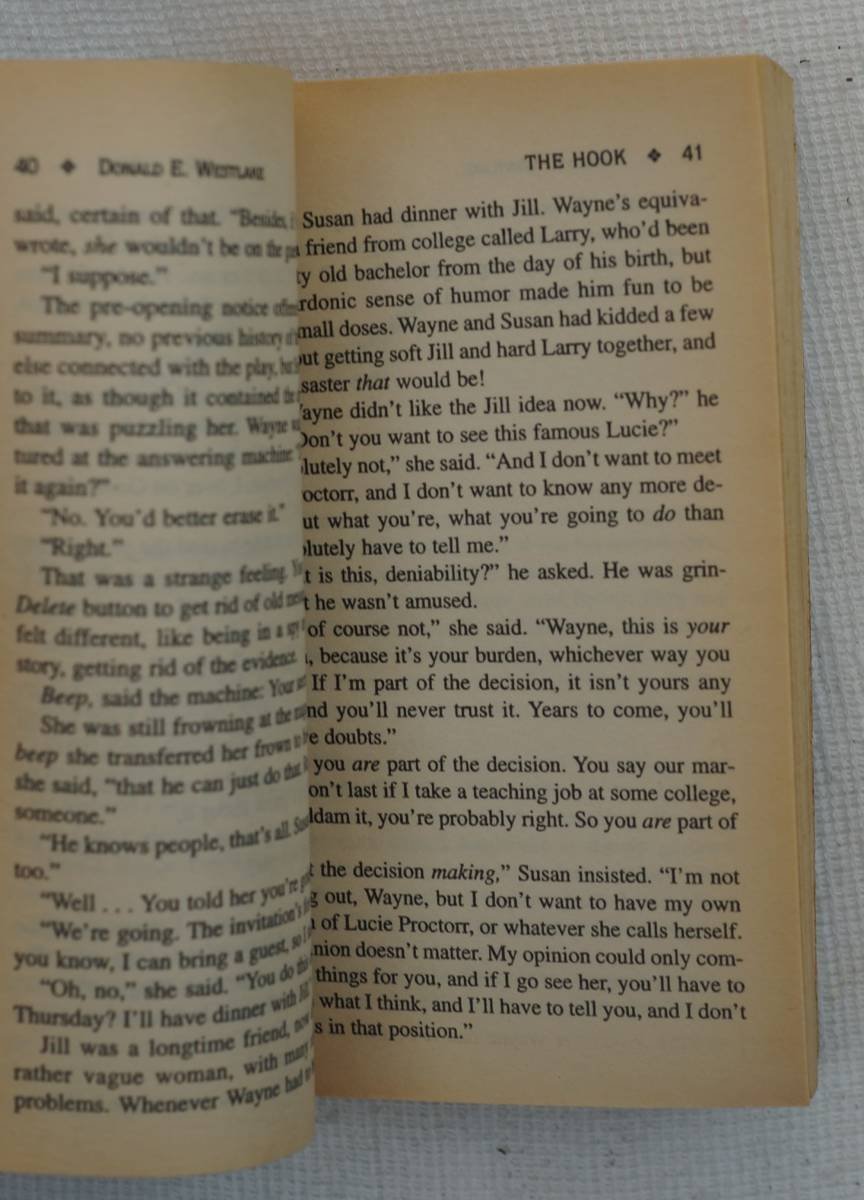 40 ❖ DONALD E. WESTLAKE
said, certain of that. “Besides,
wrote, she wouldn’t be on the
“I suppose.”
The pre-opening notice
summary, no previous history
else connected with the play,
to it, as though it contained the
that was puzzling her. Wayne
tured at the answering machine.
it again?”
“No. You’d better erase it.”
“Right.”
That was a strange feeling.
Delete button to get rid of old
felt different, like being in a spy
story, getting rid of the evidence.
Beep, said the machine: Your
She was still frowning at the
beep she transferred her frown to
she said, “that he can just do that
someone.”
“He knows people, that’s all.
too.”
“Well . . . You told her you’re
“We’re going. The invitation’s
you know, I can bring a guest, so
“Oh, no,” she said. “You do this
Thursday? I’ll have dinner with
Jill was a longtime friend, now
rather vague woman, with many
problems. Whenever Wayne had
THE HOOK ❖ 41
Susan had dinner with Jill. Wayne’s equiva-
friend from college called Larry, who’d been
ty old bachelor from the day of his birth, but
rdonic sense of humor made him fun to be
mall doses. Wayne and Susan had kidded a few
out getting soft Jill and hard Larry together, and
saster that would be!
ayne didn’t like the Jill idea now. “Why?” he
Don’t you want to see this famous Lucie?”
lutely not,” she said. “And I don’t want to meet
octorr, and I don’t want to know any more de-
ut what you’re, what you’re going to do than
olutely have to tell me.”
t is this, deniability?” he asked. He was grin-
t he wasn’t amused.
of course not,” she said. “Wayne, this is your
, because it’s your burden, whichever way you
If I’m part of the decision, it isn’t yours any
nd you’ll never trust it. Years to come, you’ll
e doubts.”
you are part of the decision. You say our mar-
on’t last if I take a teaching job at some college,
ldam it, you’re probably right. So you are part of
t the decision making,” Susan insisted. “I’m not
g out, Wayne, but I don’t want to have my own
n of Lucie Proctorr, or whatever she calls herself.
nion doesn’t matter. My opinion could only com-
things for you, and if I go see her, you’ll have to
what I think, and I’ll have to tell you, and I don’t
s in that position.”